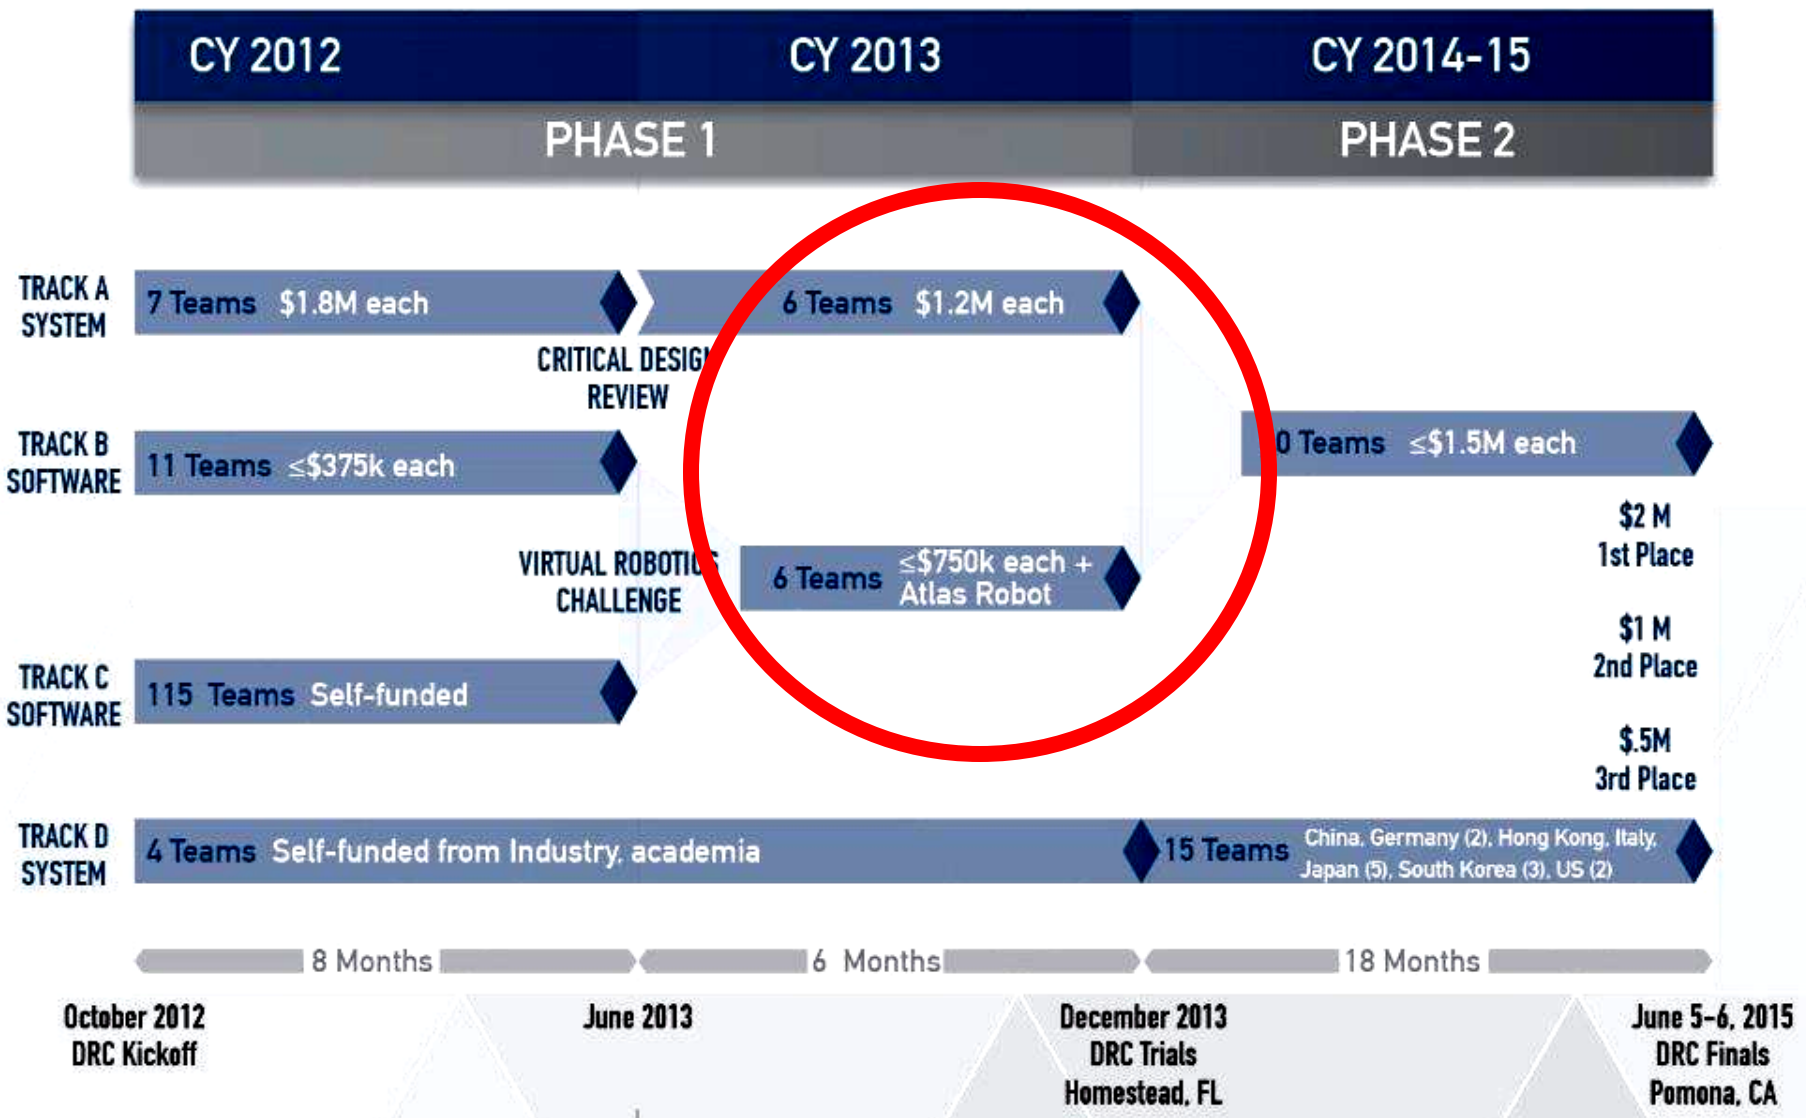 CY 2012 CY 2013 CY 2014-15
PHASE 1 PHASE 2
TRACK A
SYSTEM
7 Teams $1.8M each
6 Teams $1.2M each
CRITICAL DESIGN
REVIEW
TRACK B
SOFTWARE
11 Teams ≤$375k each
0 Teams ≤$1.5M each
VIRTUAL ROBOTICS
CHALLENGE
6 Teams
≤$750k each +
Atlas Robot
$2 M
1st Place
$1 M
2nd Place
$.5M
3rd Place
TRACK C
SOFTWARE
115 Teams Self-funded
TRACK D
SYSTEM
4 Teams Self-funded from Industry, academia
15 Teams
China, Germany (2), Hong Kong, Italy,
Japan (5), South Korea (3), US (2)
8 Months 6 Months 18 Months
October 2012
DRC Kickoff
June 2013
December 2013
DRC Trials
Homestead, FL
June 5-6, 2015
DRC Finals
Pomona, CA